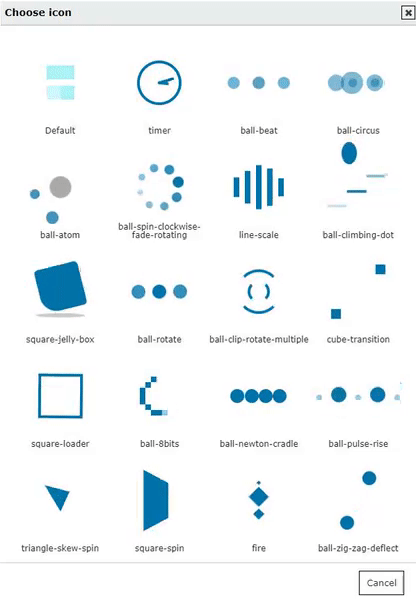 Choose icon
Default
timer
ball-beat
ball-circus
ball-atom
ball-spin-clockwise-
fade-rotating
line-scale
ball-climbing-dot
square-jelly-box
ball-rotate
ball-clip-rotate-multiple
cube-transition
square-loader
ball-8bits
ball-newton-cradle
ball-pulse-rise
triangle-skew-spin
square-spin
fire
ball-zig-zag-deflect
Cancel